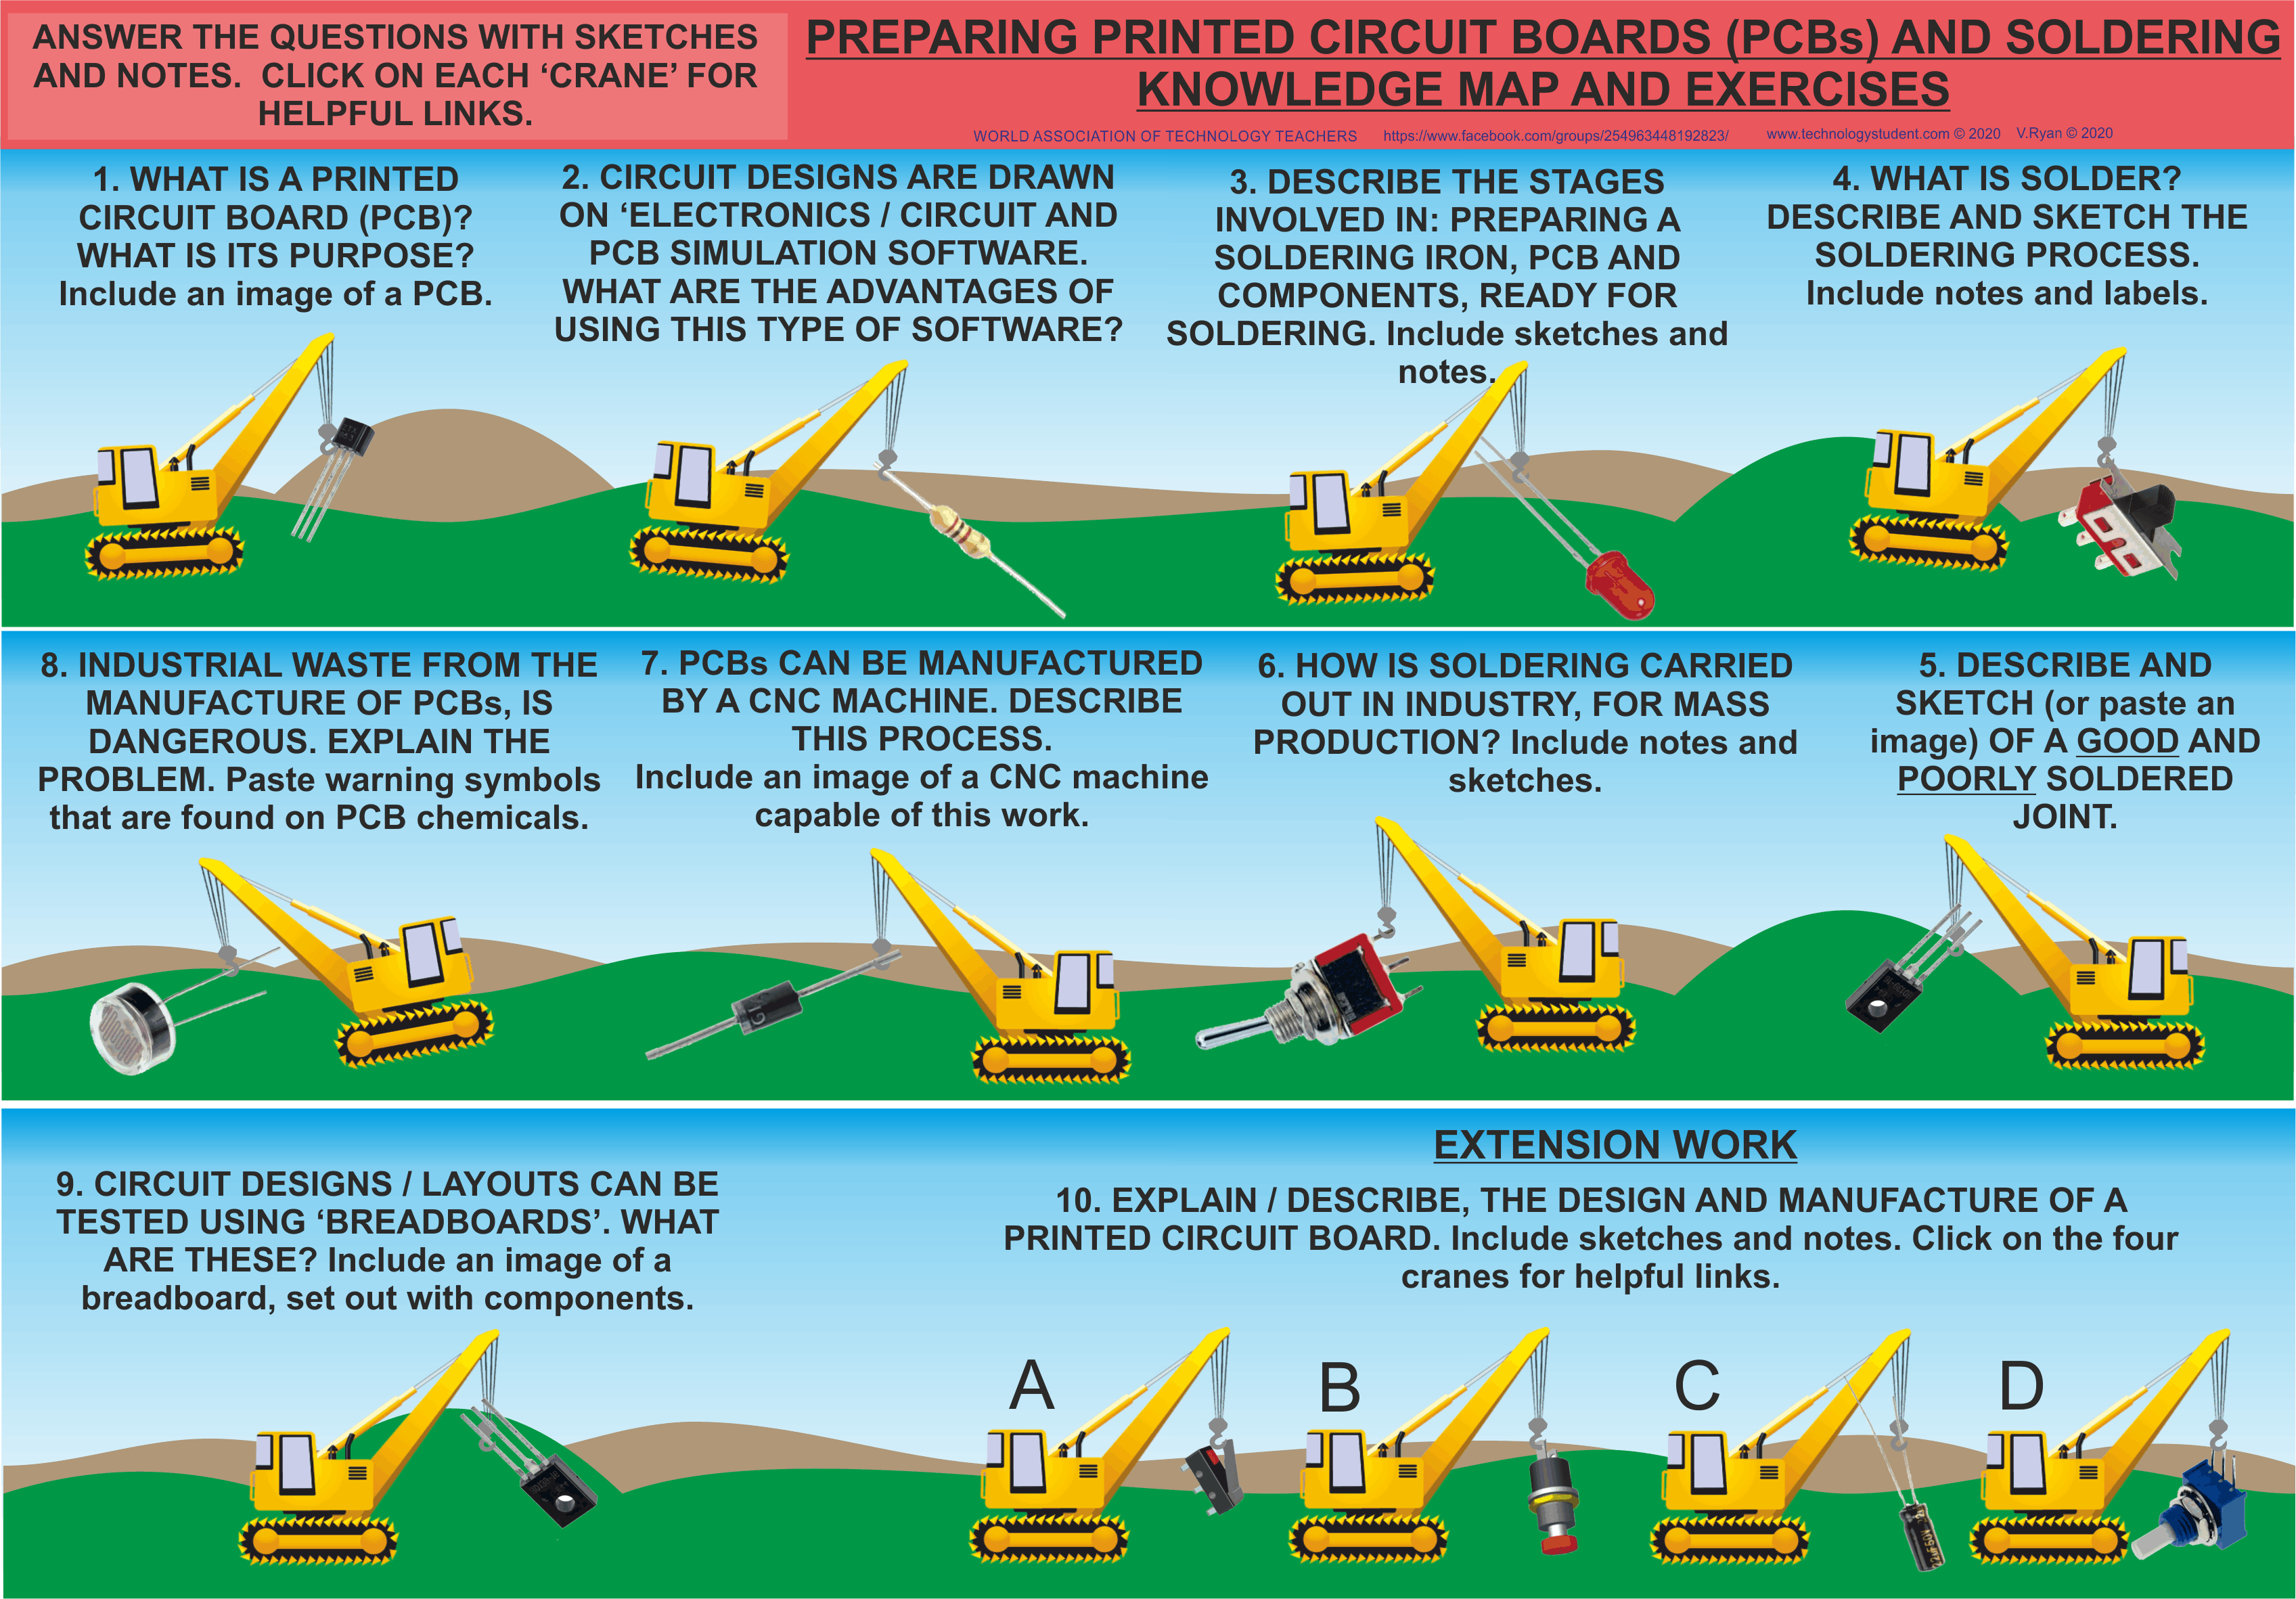 ANSWER THE QUESTIONS WITH SKETCHES
AND NOTES.  CLICK ON EACH ‘CRANE’ FOR
HELPFUL LINKS.
PREPARING PRINTED CIRCUIT BOARDS (PCBs) AND SOLDERING
KNOWLEDGE MAP AND EXERCISES
WORLD ASSOCIATION OF TECHNOLOGY TEACHERS    https://www.facebook.com/groups/254963448192823/    www.technologystudent.com © 2020    V.Ryan © 2020
1. WHAT IS A PRINTED
CIRCUIT BOARD (PCB)?
WHAT IS ITS PURPOSE?
Include an image of a PCB.
2. CIRCUIT DESIGNS ARE DRAWN
ON ‘ELECTRONICS / CIRCUIT AND
PCB SIMULATION SOFTWARE.
WHAT ARE THE ADVANTAGES OF
USING THIS TYPE OF SOFTWARE?
3. DESCRIBE THE STAGES
INVOLVED IN: PREPARING A
SOLDERING IRON, PCB AND
COMPONENTS, READY FOR
SOLDERING. Include sketches and
notes.
4. WHAT IS SOLDER?
DESCRIBE AND SKETCH THE
SOLDERING PROCESS.
Include notes and labels.
8. INDUSTRIAL WASTE FROM THE
MANUFACTURE OF PCBs, IS
DANGEROUS. EXPLAIN THE
PROBLEM. Paste warning symbols
that are found on PCB chemicals.
7. PCBs CAN BE MANUFACTURED
BY A CNC MACHINE. DESCRIBE
THIS PROCESS.
Include an image of a CNC machine
capable of this work.
6. HOW IS SOLDERING CARRIED
OUT IN INDUSTRY, FOR MASS
PRODUCTION? Include notes and
sketches.
5. DESCRIBE AND
SKETCH (or paste an
image) OF A GOOD AND
POORLY SOLDERED
JOINT.
9. CIRCUIT DESIGNS / LAYOUTS CAN BE
TESTED USING ‘BREADBOARDS’. WHAT
ARE THESE? Include an image of a
breadboard, set out with components.
EXTENSION WORK
10. EXPLAIN / DESCRIBE, THE DESIGN AND MANUFACTURE OF A
PRINTED CIRCUIT BOARD. Include sketches and notes. Click on the four
cranes for helpful links.
A
B
C
D